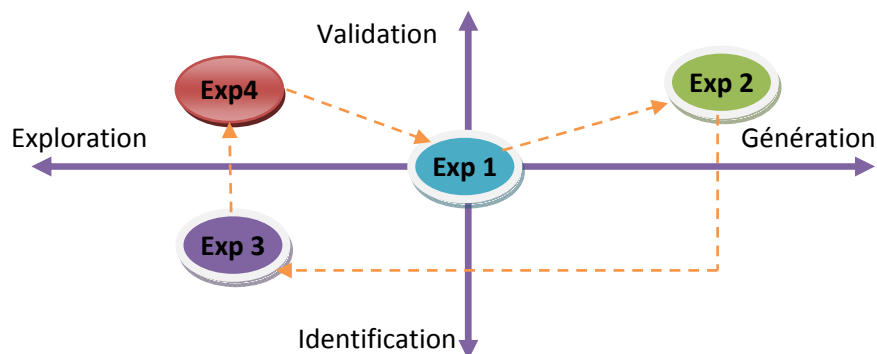 Validation
Exp4
Exp 2
Exploration
Génération
Exp 1
Exp 3
Identification